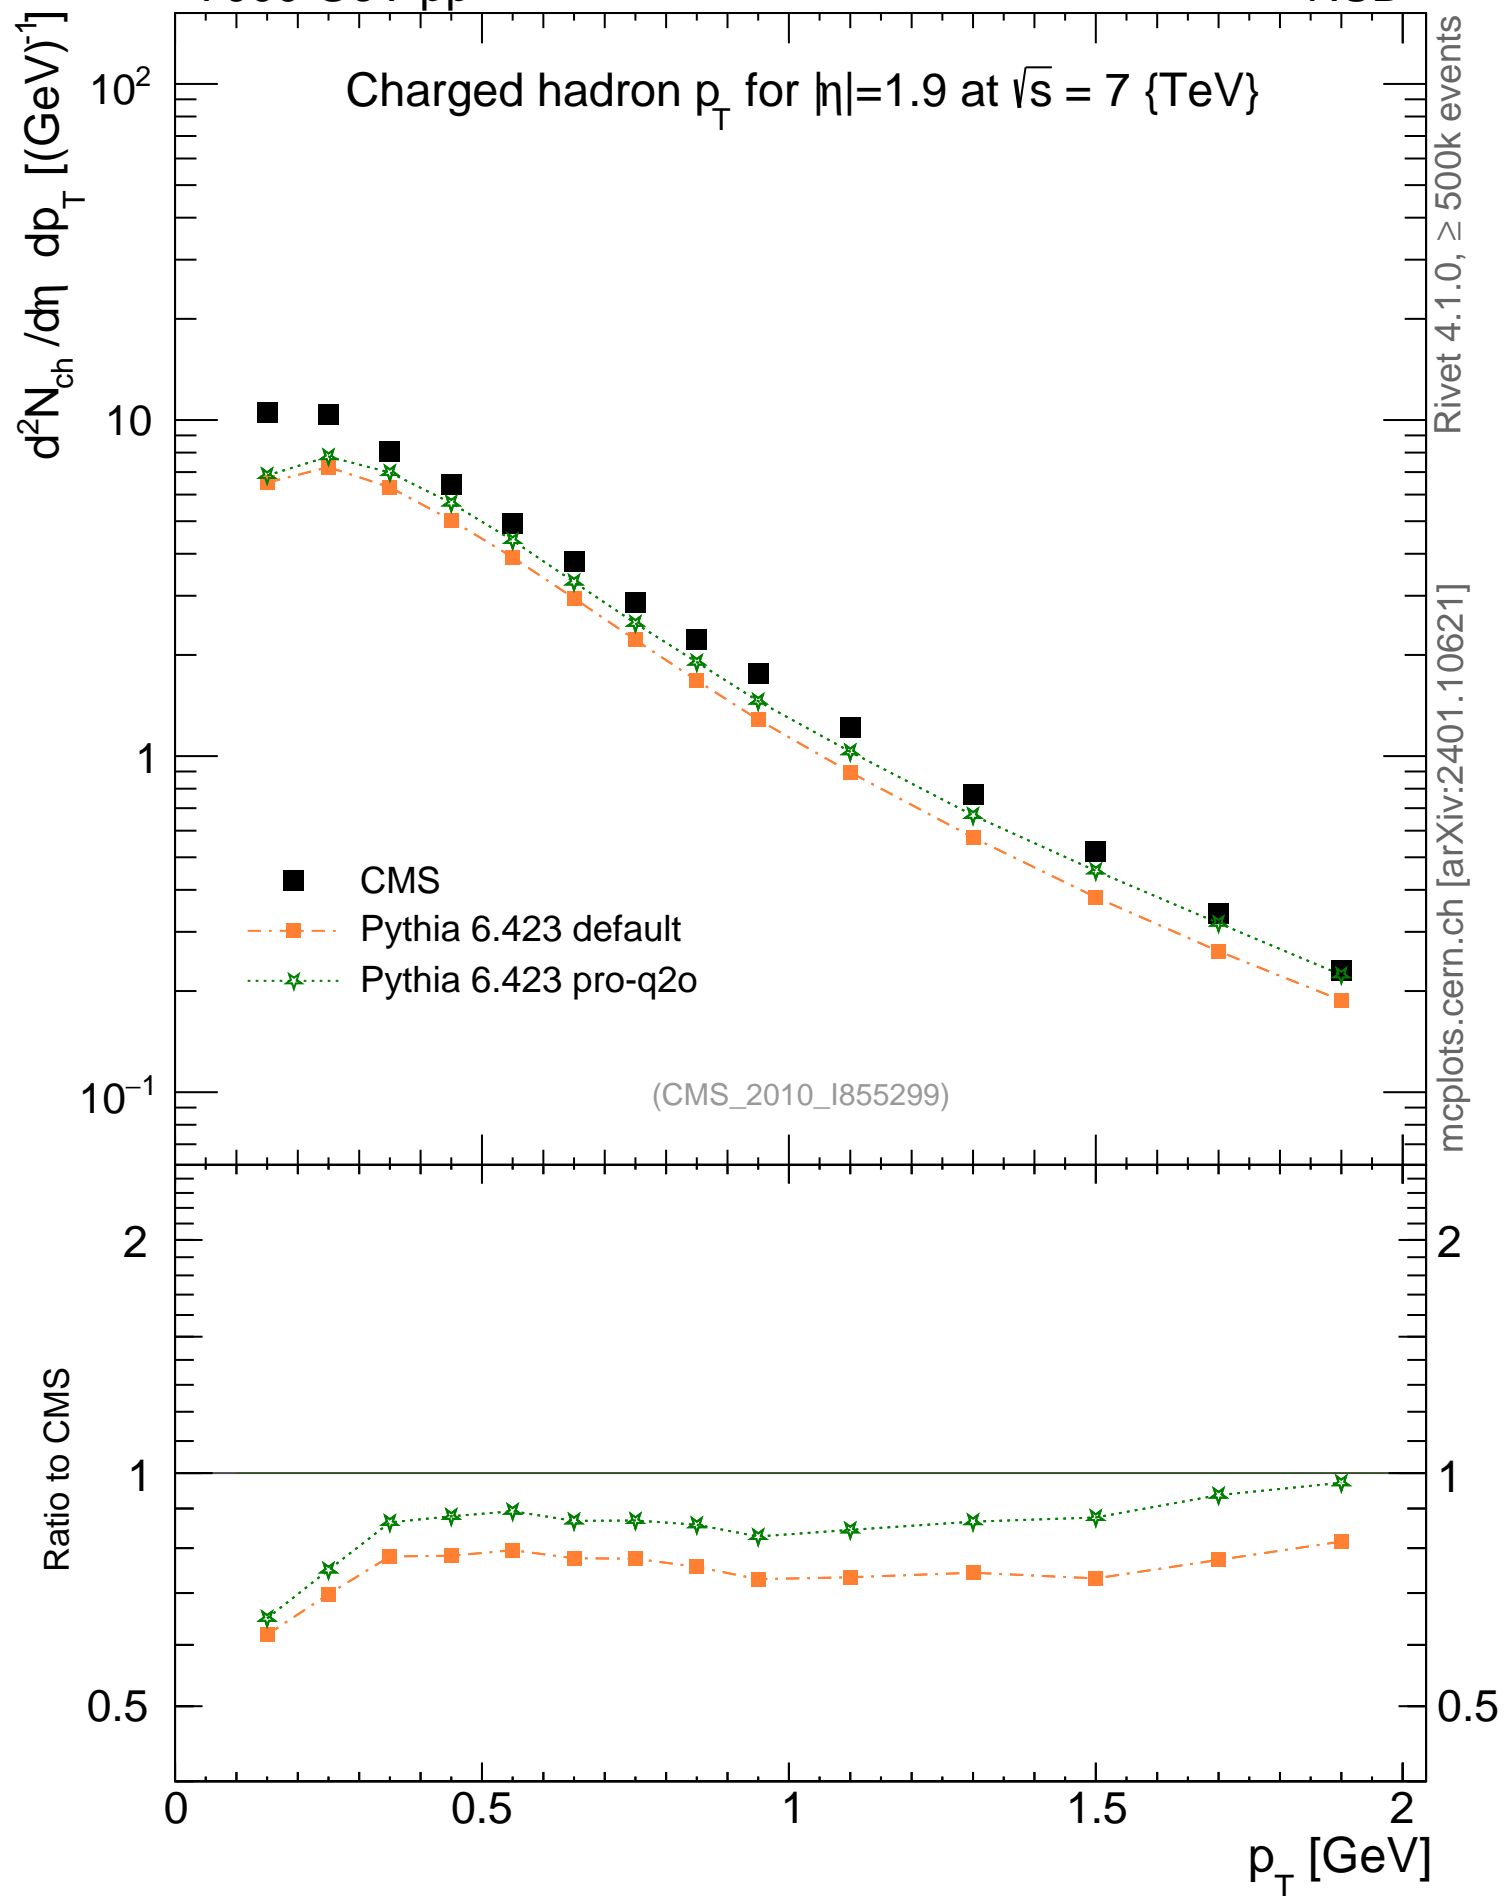 Charged hadron p_T for |η|=1.9 at √s = 7 {TeV}
d²N_ch/dη dp_T [(GeV)⁻¹]
10²
10
1
10⁻¹
CMS
Pythia 6.423 default
Pythia 6.423 pro-q2o
(CMS_2010_I855299)
Rivet 4.1.0, ≥ 500k events
mcplots.cern.ch [arXiv:2401.10621]
Ratio to CMS
2
1
0.5
2
1
0.5
0
0.5
1
1.5
2
p_T [GeV]